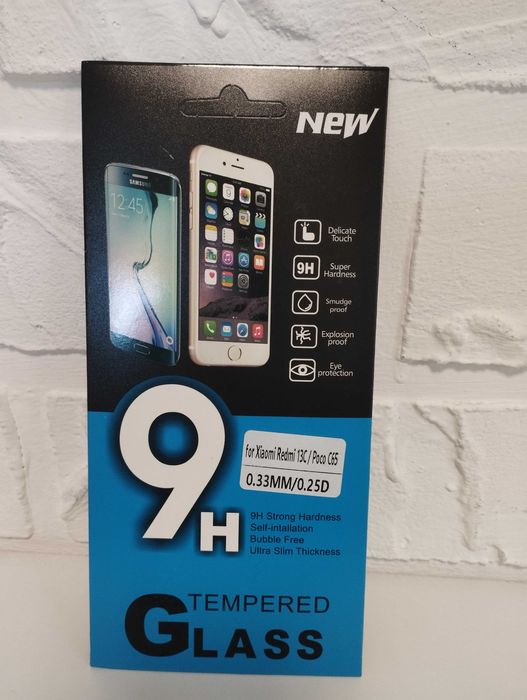 New
SAMSUNG
12:45
Delicate
Touch
9H
Super
Hardness
Smudge
proof
Explosion
proof
Eye
protection
9H
for Xiaomi Redmi 13C / Poco C65
0.33MM/0.25D
9H Strong Hardness
Self-intallation
Bubble Free
Ultra Slim Thickness
TEMPERED
GLASS